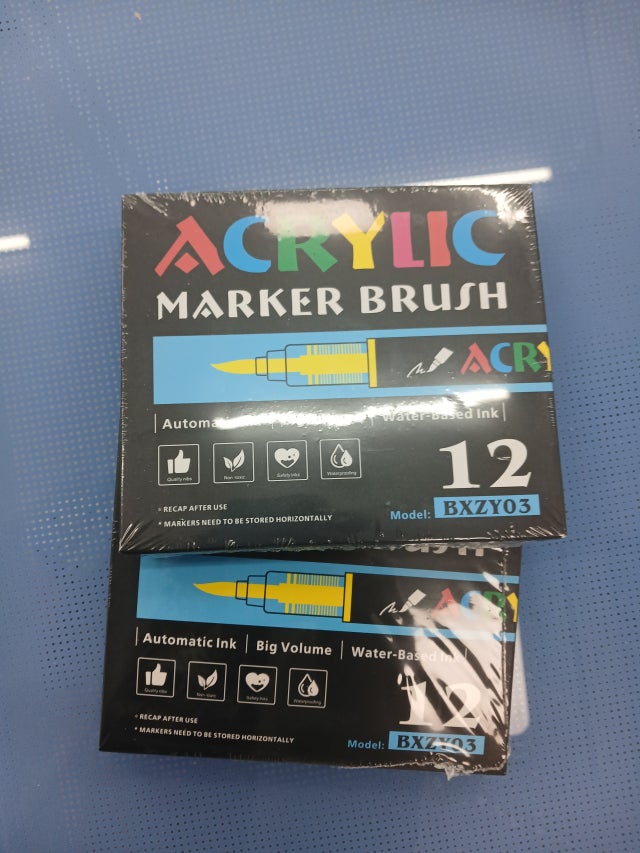 ACRYLIC
MARKER BRUSH
ACRY
Automa
Water-Based Ink
Quality nibs
Non-toxic
Safety Inks
Waterproofing
12
* RECAP AFTER USE
* MARKERS NEED TO BE STORED HORIZONTALLY
Model: BXZY03
ACRY
Automatic Ink
Big Volume
Water-Based Ink
Quality nibs
Non-toxic
Safety Inks
Waterproofing
12
* RECAP AFTER USE
* MARKERS NEED TO BE STORED HORIZONTALLY
Model: BXZY03